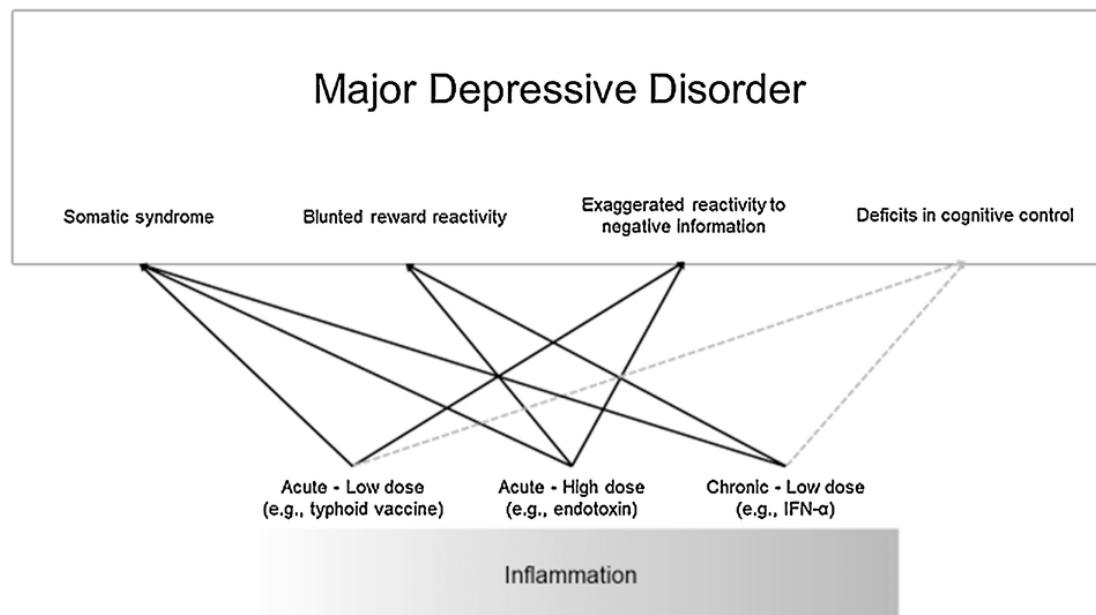 Major Depressive Disorder
Somatic syndrome
Blunted reward reactivity
Exaggerated reactivity to
negative information
Deficits in cognitive control
Acute - Low dose
(e.g., typhoid vaccine)
Acute - High dose
(e.g., endotoxin)
Chronic - Low dose
(e.g., IFN-α)
Inflammation